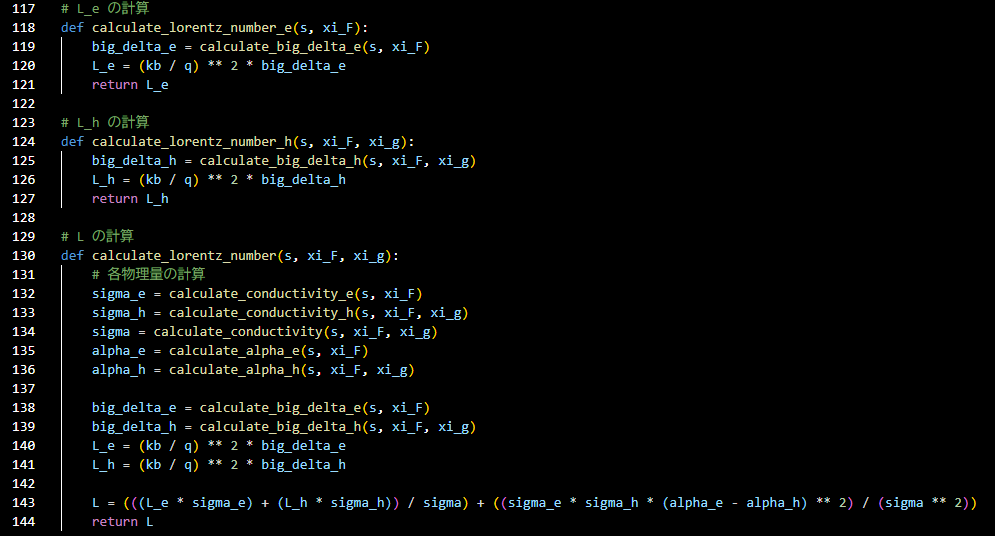 117 # L_e の計算
118 def calculate_lorentz_number_e(s, xi_F):
119     big_delta_e = calculate_big_delta_e(s, xi_F)
120     L_e = (kb / q) ** 2 * big_delta_e
121     return L_e
122
123 # L_h の計算
124 def calculate_lorentz_number_h(s, xi_F, xi_g):
125     big_delta_h = calculate_big_delta_h(s, xi_F, xi_g)
126     L_h = (kb / q) ** 2 * big_delta_h
127     return L_h
128
129 # L の計算
130 def calculate_lorentz_number(s, xi_F, xi_g):
131     # 各物理量の計算
132     sigma_e = calculate_conductivity_e(s, xi_F)
133     sigma_h = calculate_conductivity_h(s, xi_F, xi_g)
134     sigma = calculate_conductivity(s, xi_F, xi_g)
135     alpha_e = calculate_alpha_e(s, xi_F)
136     alpha_h = calculate_alpha_h(s, xi_F, xi_g)
137
138     big_delta_e = calculate_big_delta_e(s, xi_F)
139     big_delta_h = calculate_big_delta_h(s, xi_F, xi_g)
140     L_e = (kb / q) ** 2 * big_delta_e
141     L_h = (kb / q) ** 2 * big_delta_h
142
143     L = (((L_e * sigma_e) + (L_h * sigma_h)) / sigma) + ((sigma_e * sigma_h * (alpha_e - alpha_h) ** 2) / (sigma ** 2))
144     return L